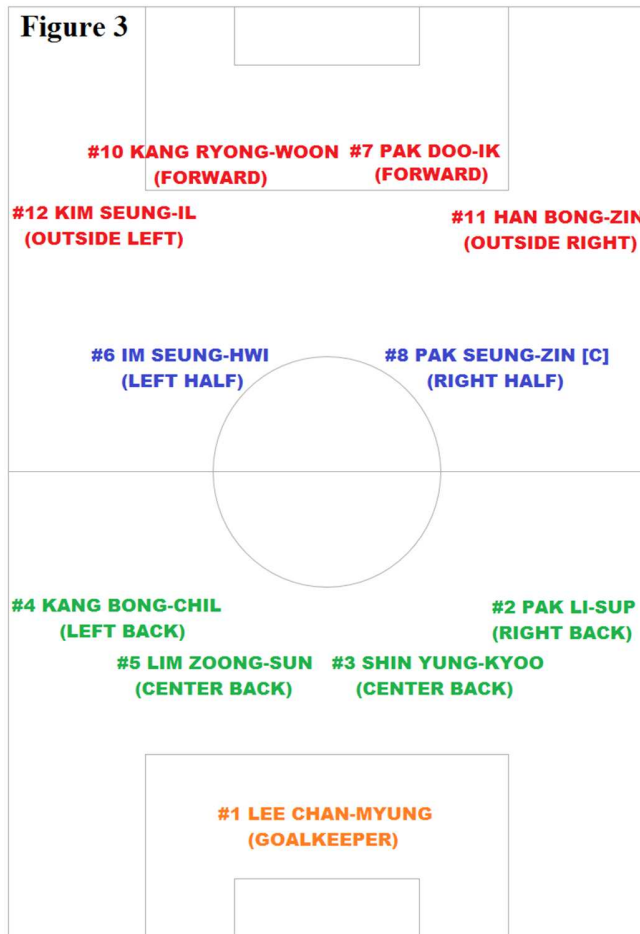 Figure 3
#10 KANG RYONG-WOON
(FORWARD)
#7 PAK DOO-IK
(FORWARD)
#12 KIM SEUNG-IL
(OUTSIDE LEFT)
#11 HAN BONG-ZIN
(OUTSIDE RIGHT)
#6 IM SEUNG-HWI
(LEFT HALF)
#8 PAK SEUNG-ZIN [C]
(RIGHT HALF)
#4 KANG BONG-CHIL
(LEFT BACK)
#2 PAK LI-SUP
(RIGHT BACK)
#5 LIM ZOONG-SUN
(CENTER BACK)
#3 SHIN YUNG-KYOO
(CENTER BACK)
#1 LEE CHAN-MYUNG
(GOALKEEPER)